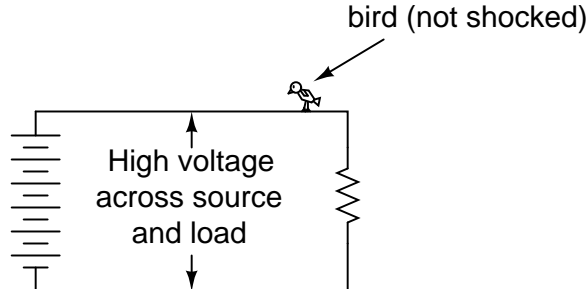 bird (not shocked)
High voltage
across source
and load